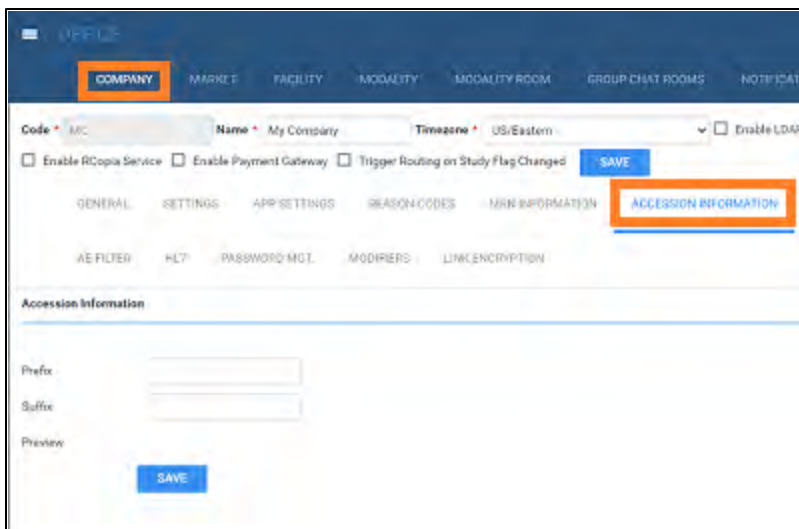 OFFICE
COMPANY MARKET FACILITY MODALITY MODALITY ROOM GROUP CHAT ROOMS NOTIFICAT
Code * MC Name * My Company Timezone * US/Eastern Enable LDAP
Enable RCopia Service Enable Payment Gateway Trigger Routing on Study Flag Changed SAVE
GENERAL SETTINGS APP SETTINGS REASON CODES MRN INFORMATION ACCESSION INFORMATION
AE FILTER HL7 PASSWORD MGT. MODIFIERS LINK ENCRYPTION
Accession Information
Prefix
Suffix
Preview
SAVE